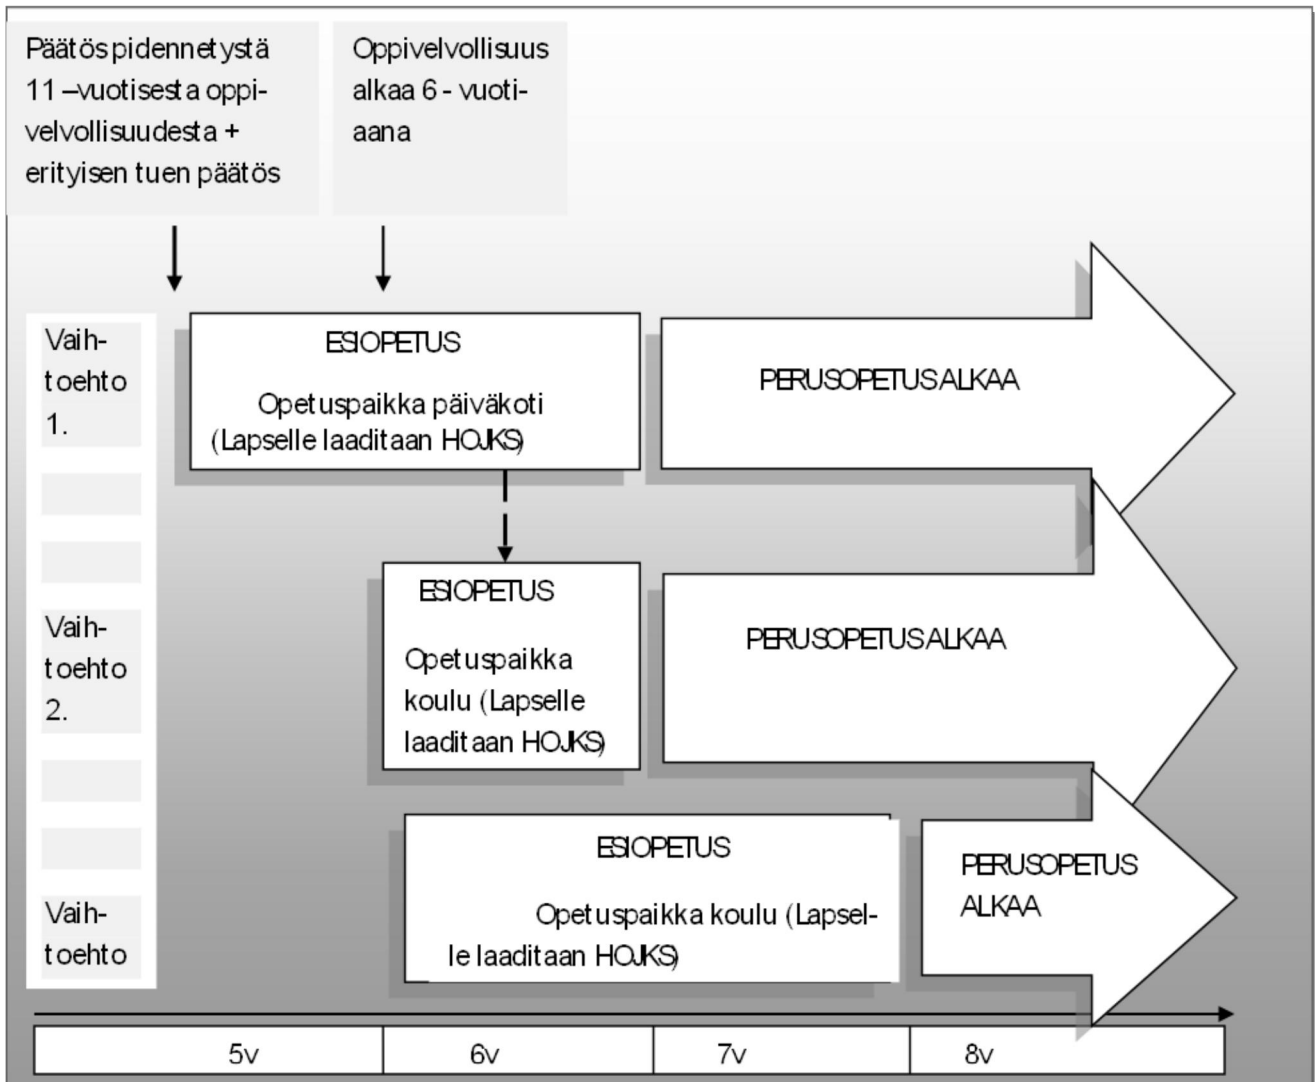 Päätös pidennetystä
11 –vuotisesta oppi-
velvollisuudesta +
erityisen tuen päätös
Oppivelvollisuus
alkaa 6 - vuoti-
aana
Vaih-
toehto
1.
ESIOPETUS
Opetuspaikka päiväkoti
(Lapselle laaditaan HOJKS)
PERUSOPETUS ALKAA
Vaih-
toehto
2.
ESIOPETUS
Opetuspaikka
koulu (Lapselle
laaditaan HOJKS)
PERUSOPETUS ALKAA
Vaih-
toehto
ESIOPETUS
Opetuspaikka koulu (Lapsel-
le laaditaan HOJKS)
PERUSOPETUS
ALKAA
5v 6v 7v 8v